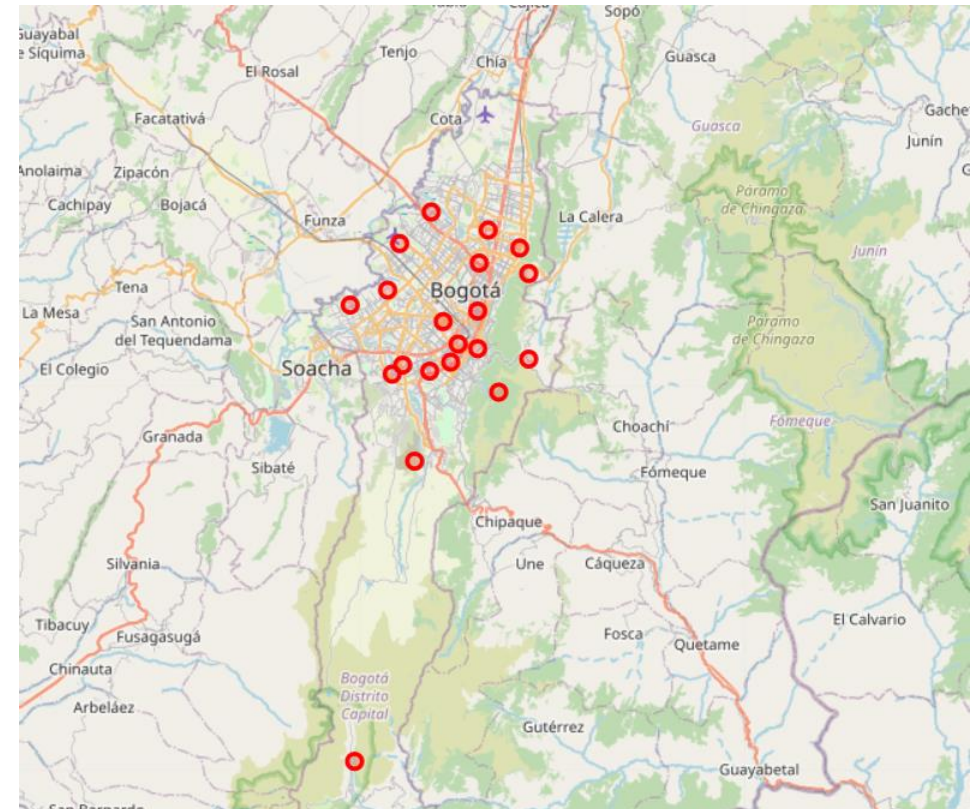 Sopó
Guayabal
e Síquima
Tenjo
Chía
Guasca
El Rosal
Facatativá
Cota
Gache
Guasca
Junín
Anolaima
Zipacón
Páramo
de Chingaza
Cachipay
Bojacá
Funza
La Calera
Junín
Tena
Bogotá
La Mesa
San Antonio
del Tequendama
Páramo
de Chingaza
El Colegio
Soacha
Granada
Choachí
Fómeque
Sibaté
Fómeque
San Juanito
Chipaque
Silvania
Une
Cáqueza
Tibacuy
Fusagasugá
Fosca
Quetame
El Calvario
Chinauta
Bogotá
Distrito
Capital
Arbeláez
Gutiérrez
Guayabetal
San Bernardo